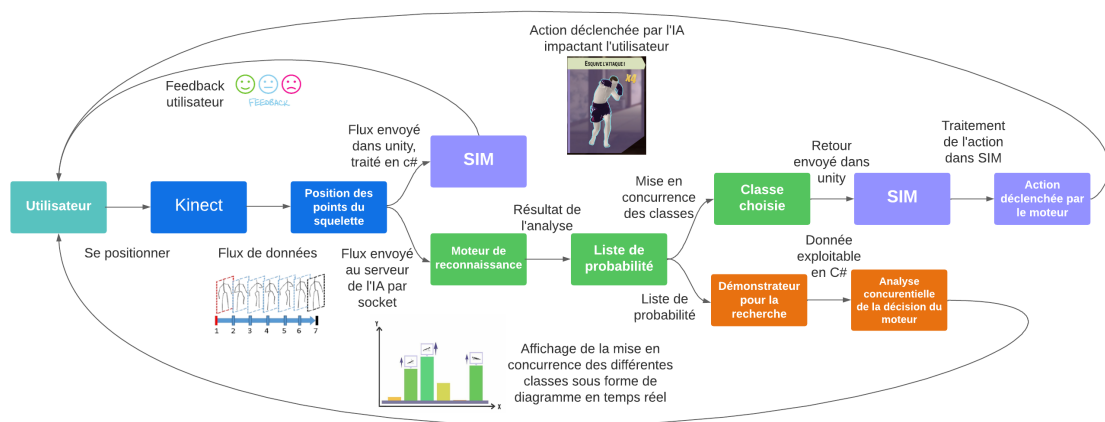 Action déclenchée par l'IA
impactant l'utilisateur
ESQUIVE L'ATTAQUE !
X4
Feedback
utilisateur
FEEDBACK
Flux envoyé
dans unity,
traité en c#
SIM
Utilisateur
Kinect
Position des
points du
squelette
Se positionner
Flux de données
1 2 3 4 5 6 7
Flux envoyé
au serveur
de l'IA par
socket
Moteur de
reconnaissance
Résultat de
l'analyse
Liste de
probabilité
Mise en
concurrence
des classes
Classe
choisie
Retour
envoyé dans
unity
SIM
Traitement
de l'action
dans SIM
Action
déclenchée par
le moteur
Liste de
probabilité
Démonstrateur
pour la
recherche
Donnée
exploitable
en C#
Analyse
concurentielle
de la décision du
moteur
Y
X
Affichage de la mise en
concurrence des différentes
classes sous forme de
diagramme en temps réel